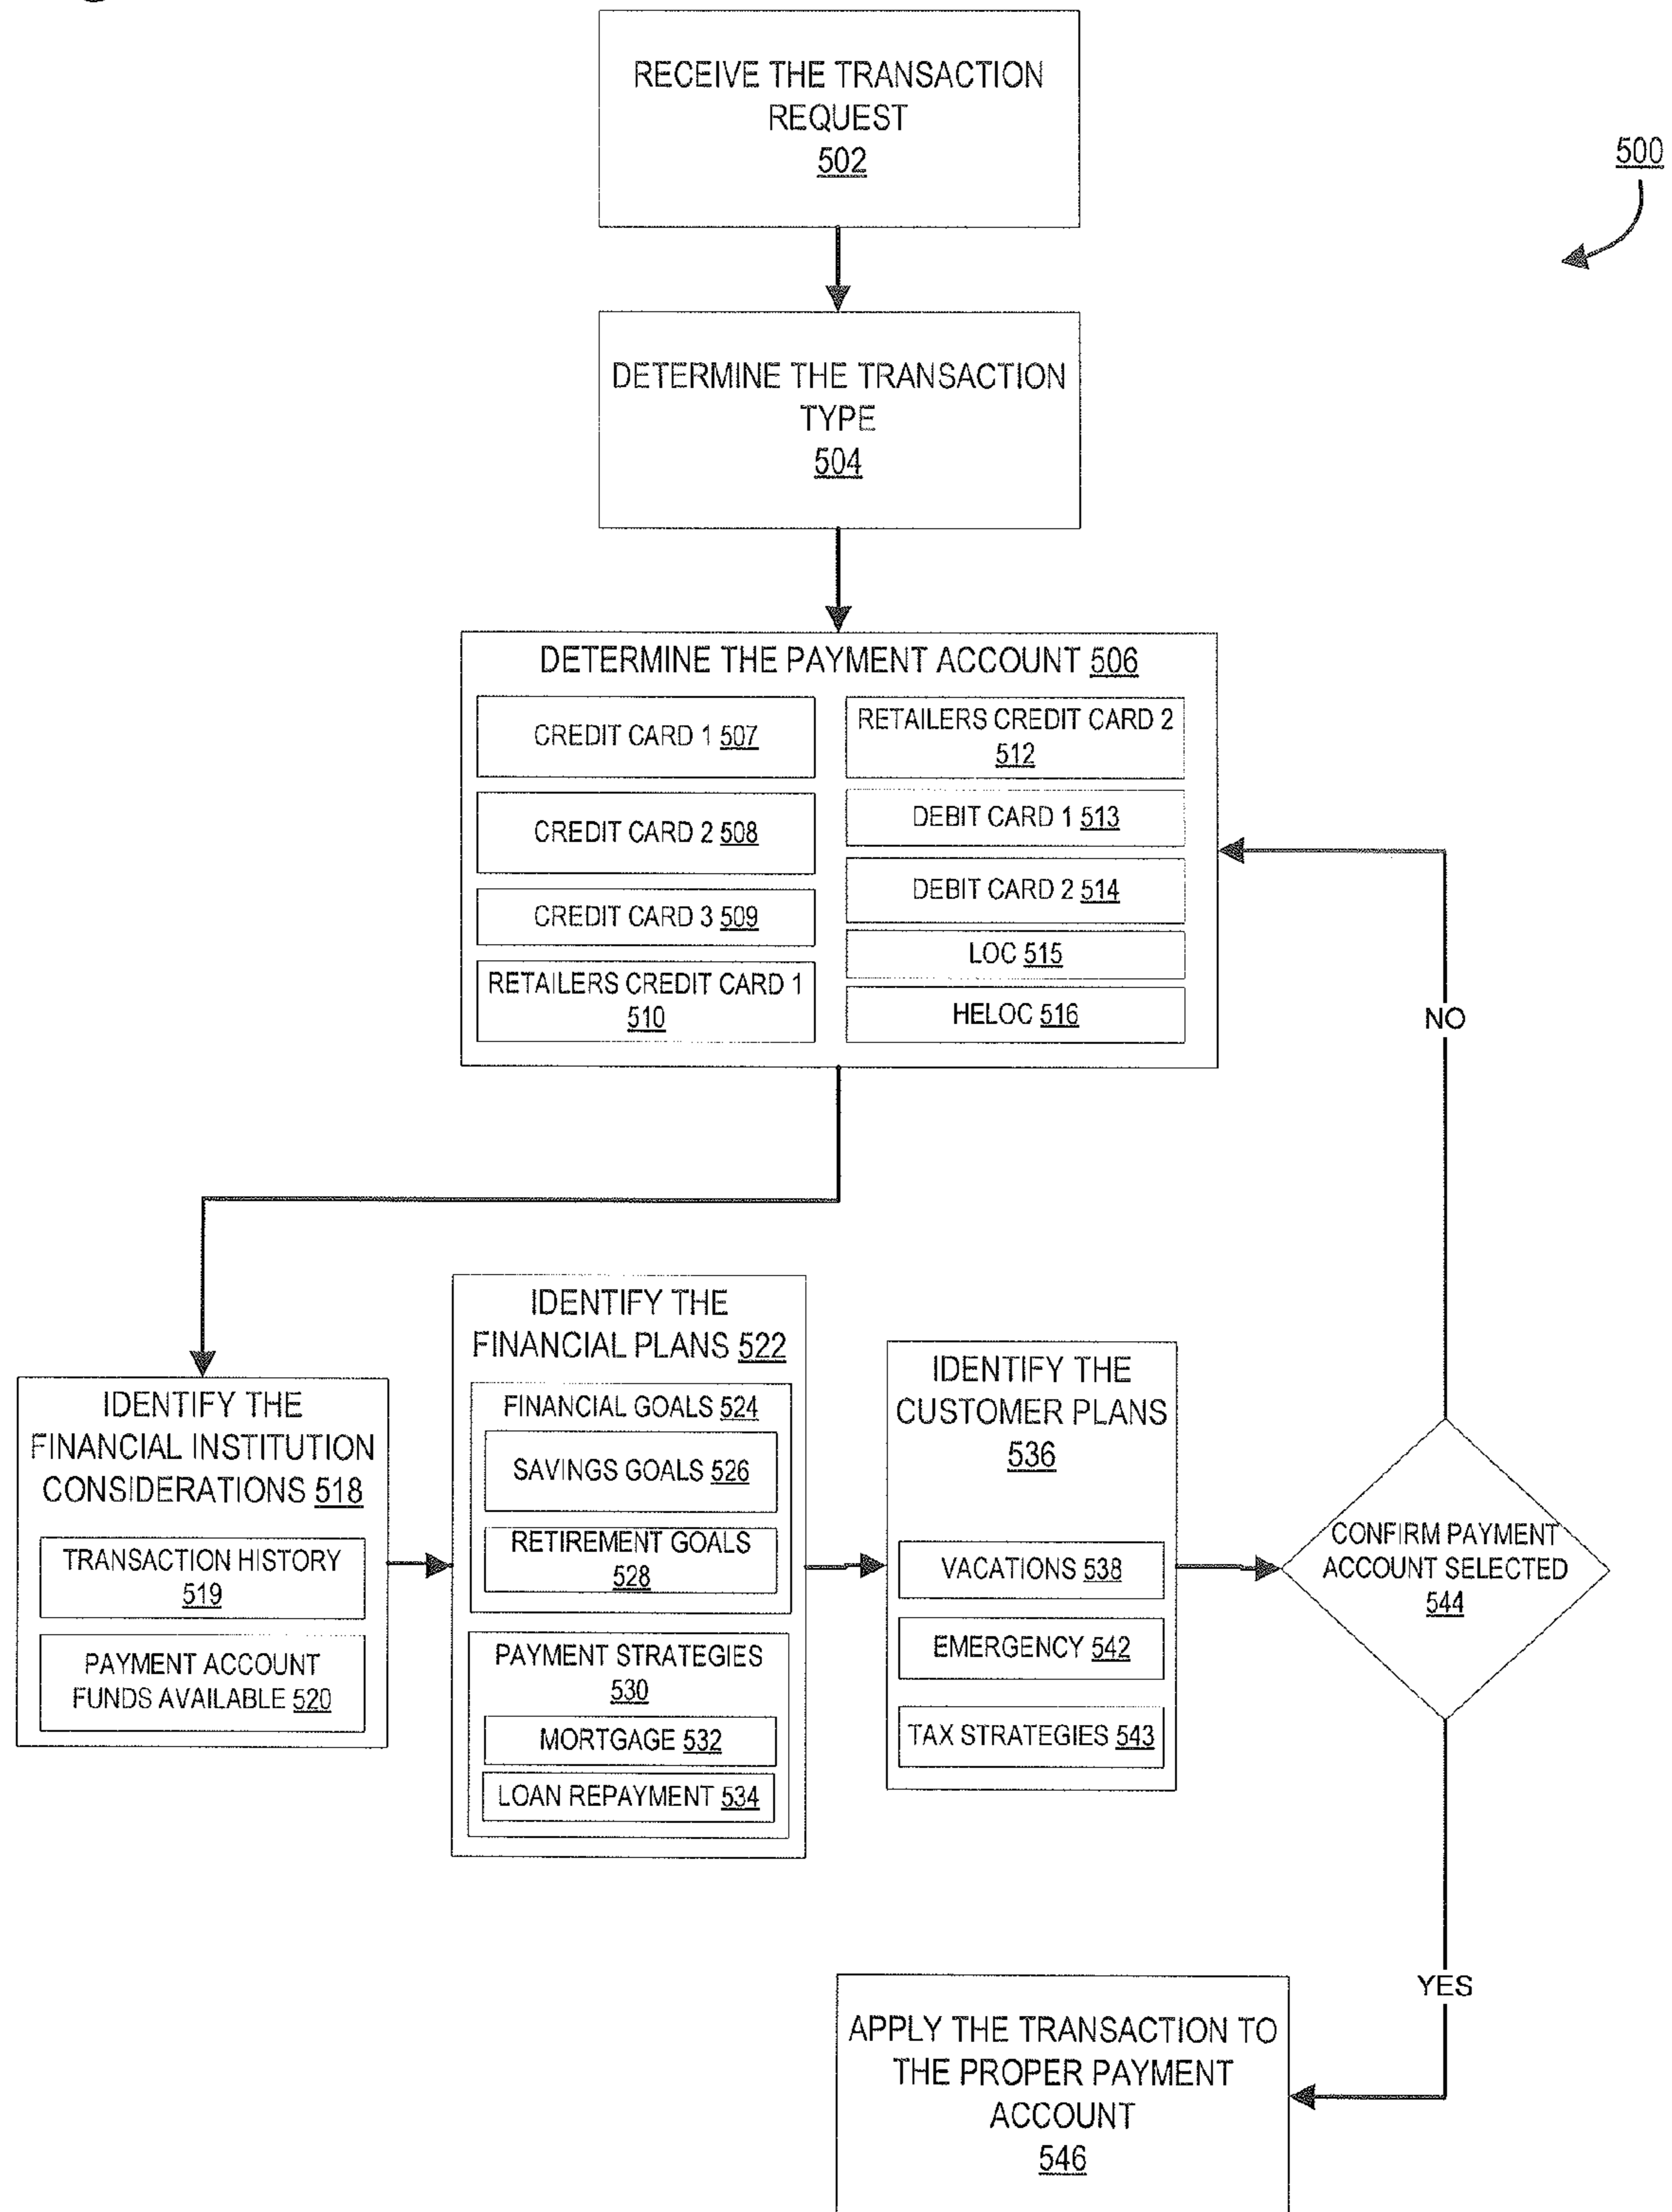 RECEIVE THE TRANSACTION
REQUEST
502
500
DETERMINE THE TRANSACTION
TYPE
504
DETERMINE THE PAYMENT ACCOUNT 506
CREDIT CARD 1 507
CREDIT CARD 2 508
CREDIT CARD 3 509
RETAILERS CREDIT CARD 1
510
RETAILERS CREDIT CARD 2
512
DEBIT CARD 1 513
DEBIT CARD 2 514
LOC 515
HELOC 516
NO
IDENTIFY THE
FINANCIAL INSTITUTION
CONSIDERATIONS 518
TRANSACTION HISTORY
519
PAYMENT ACCOUNT
FUNDS AVAILABLE 520
IDENTIFY THE
FINANCIAL PLANS 522
FINANCIAL GOALS 524
SAVINGS GOALS 526
RETIREMENT GOALS
528
PAYMENT STRATEGIES
530
MORTGAGE 532
LOAN REPAYMENT 534
IDENTIFY THE
CUSTOMER PLANS
536
VACATIONS 538
EMERGENCY 542
TAX STRATEGIES 543
CONFIRM PAYMENT
ACCOUNT SELECTED
544
YES
APPLY THE TRANSACTION TO
THE PROPER PAYMENT
ACCOUNT
546